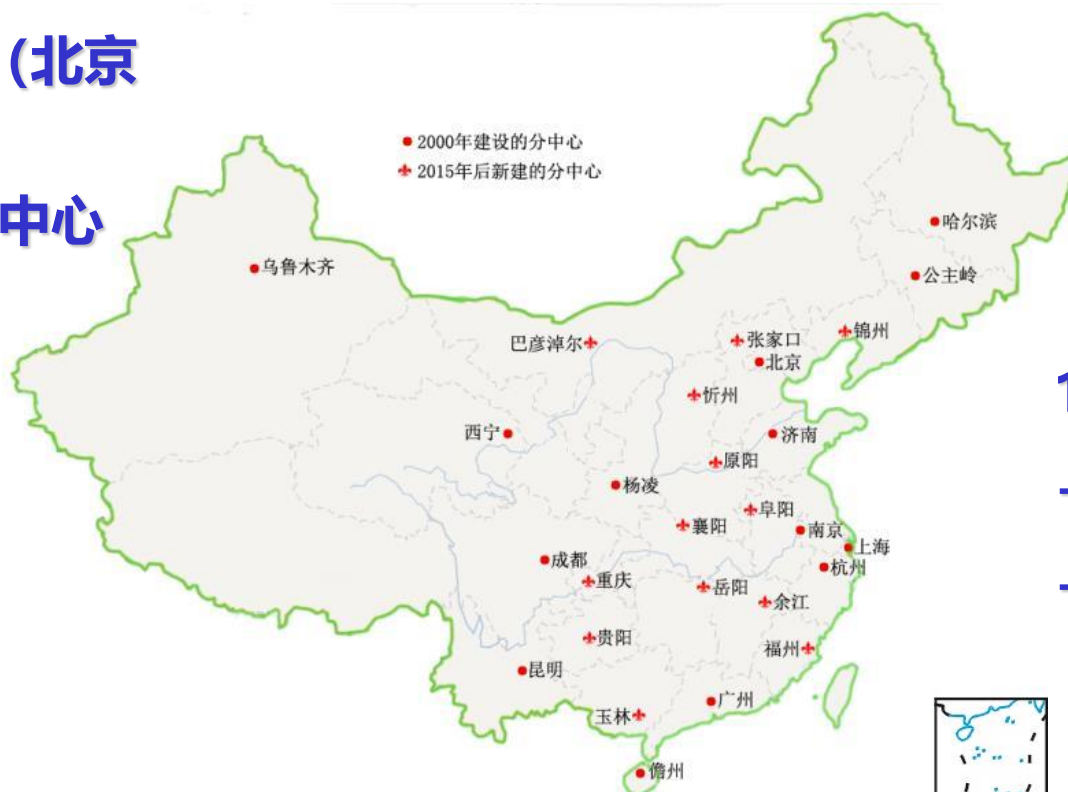 (北京
2000年建设的分中心
2015年后新建的分中心
中心
哈尔滨
乌鲁木齐
公主岭
锦州
巴彦淖尔
张家口
北京
忻州
西宁
济南
原阳
杨凌
阜阳
襄阳
南京
上海
成都
杭州
重庆
岳阳
余江
贵阳
福州
昆明
广州
玉林
儋州